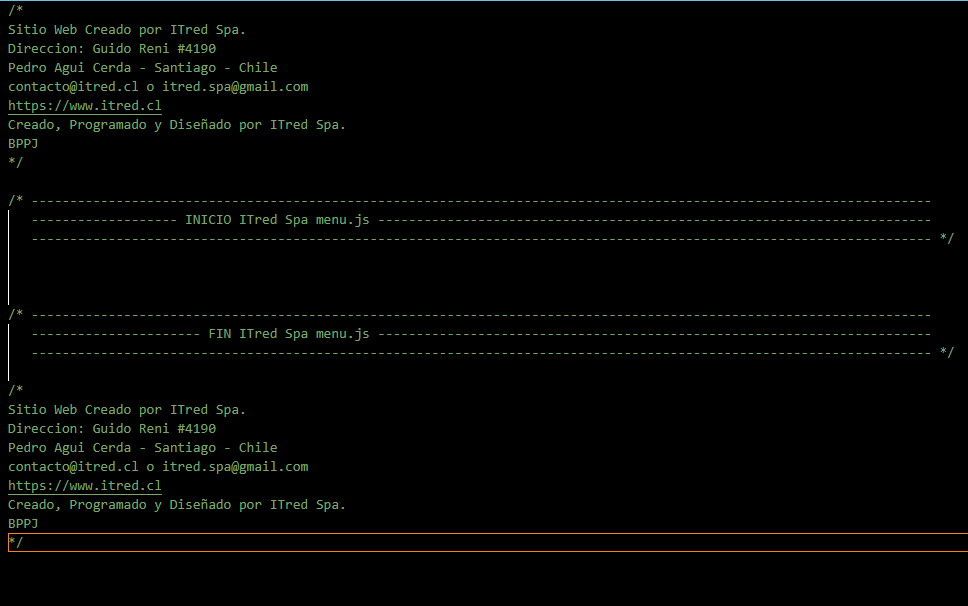 /*
Sitio Web Creado por ITred Spa.
Direccion: Guido Reni #4190
Pedro Agui Cerda - Santiago - Chile
contacto@itred.cl o itred.spa@gmail.com
https://www.itred.cl
Creado, Programado y Diseñado por ITred Spa.
BPPJ
*/
/* ---------------------------------------------------------------------------------------------------------------------
------------------- INICIO ITred Spa menu.js ------------------------------------------------------------------------
--------------------------------------------------------------------------------------------------------------------- */
/* ---------------------------------------------------------------------------------------------------------------------
---------------------- FIN ITred Spa menu.js ------------------------------------------------------------------------
--------------------------------------------------------------------------------------------------------------------- */
/*
Sitio Web Creado por ITred Spa.
Direccion: Guido Reni #4190
Pedro Agui Cerda - Santiago - Chile
contacto@itred.cl o itred.spa@gmail.com
https://www.itred.cl
Creado, Programado y Diseñado por ITred Spa.
BPPJ
*/